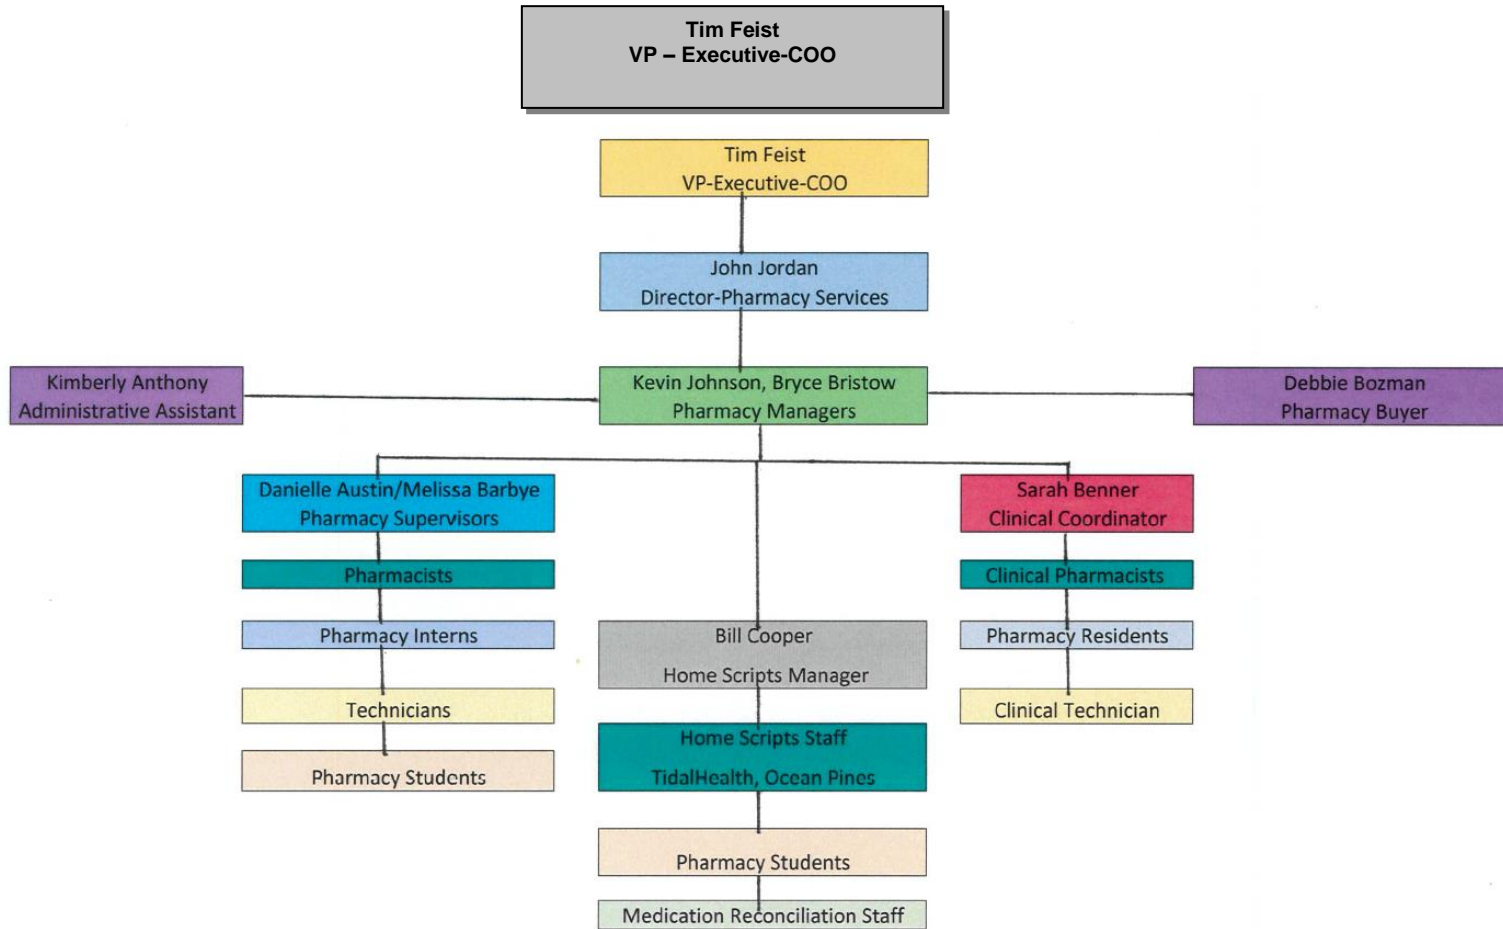 Tim Feist
VP – Executive-COO
Tim Feist
VP-Executive-COO
John Jordan
Director-Pharmacy Services
Kimberly Anthony
Administrative Assistant
Kevin Johnson, Bryce Bristow
Pharmacy Managers
Debbie Bozman
Pharmacy Buyer
Danielle Austin/Melissa Barbye
Pharmacy Supervisors
Pharmacists
Pharmacy Interns
Technicians
Pharmacy Students
Bill Cooper
Home Scripts Manager
Home Scripts Staff
TidalHealth, Ocean Pines
Pharmacy Students
Medication Reconciliation Staff
Sarah Benner
Clinical Coordinator
Clinical Pharmacists
Pharmacy Residents
Clinical Technician